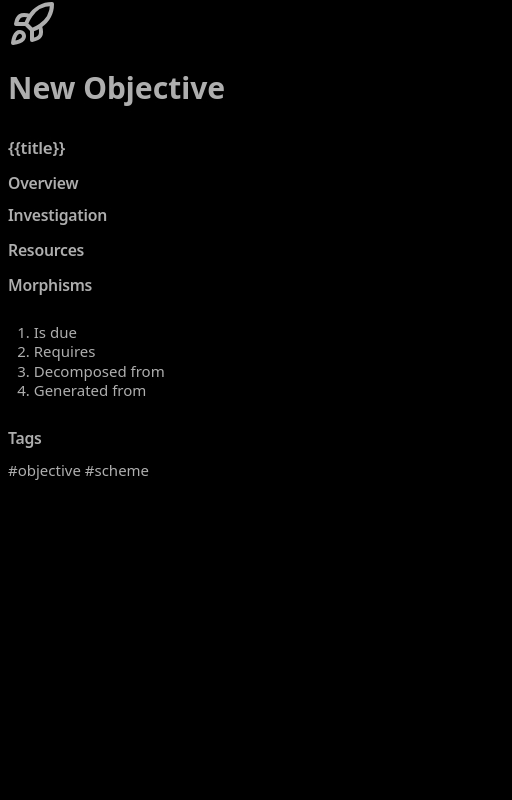 New Objective
{{title}}
Overview
Investigation
Resources
Morphisms
1. Is due
2. Requires
3. Decomposed from
4. Generated from
Tags
#objective #scheme